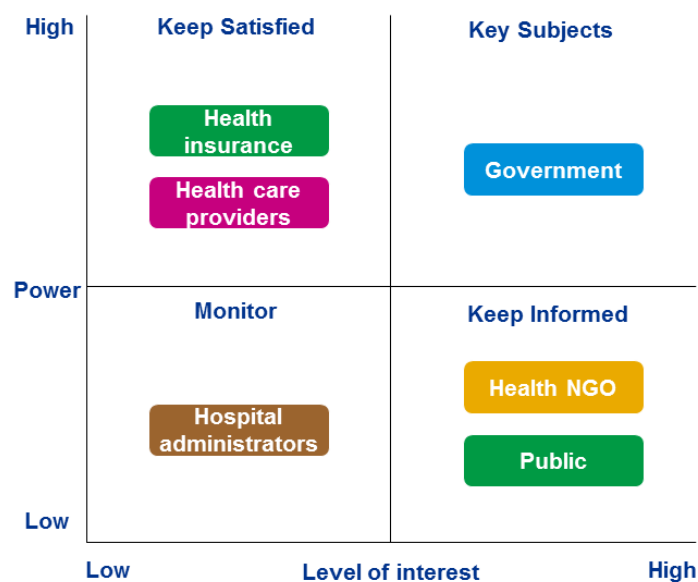 High
Keep Satisfied
Key Subjects
Health
insurance
Health care
providers
Government
Power
Monitor
Keep Informed
Hospital
administrators
Health NGO
Public
Low
Low
Level of interest
High